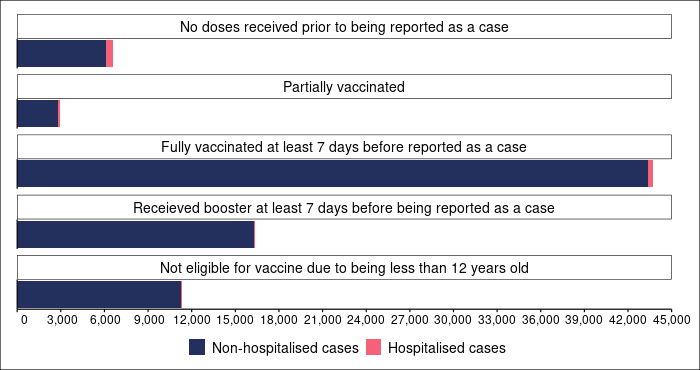 No doses received prior to being reported as a case
Partially vaccinated
Fully vaccinated at least 7 days before reported as a case
Receieved booster at least 7 days before being reported as a case
Not eligible for vaccine due to being less than 12 years old
0 3,000 6,000 9,000 12,000 15,000 18,000 21,000 24,000 27,000 30,000 33,000 36,000 39,000 42,000 45,000
Non-hospitalised cases Hospitalised cases